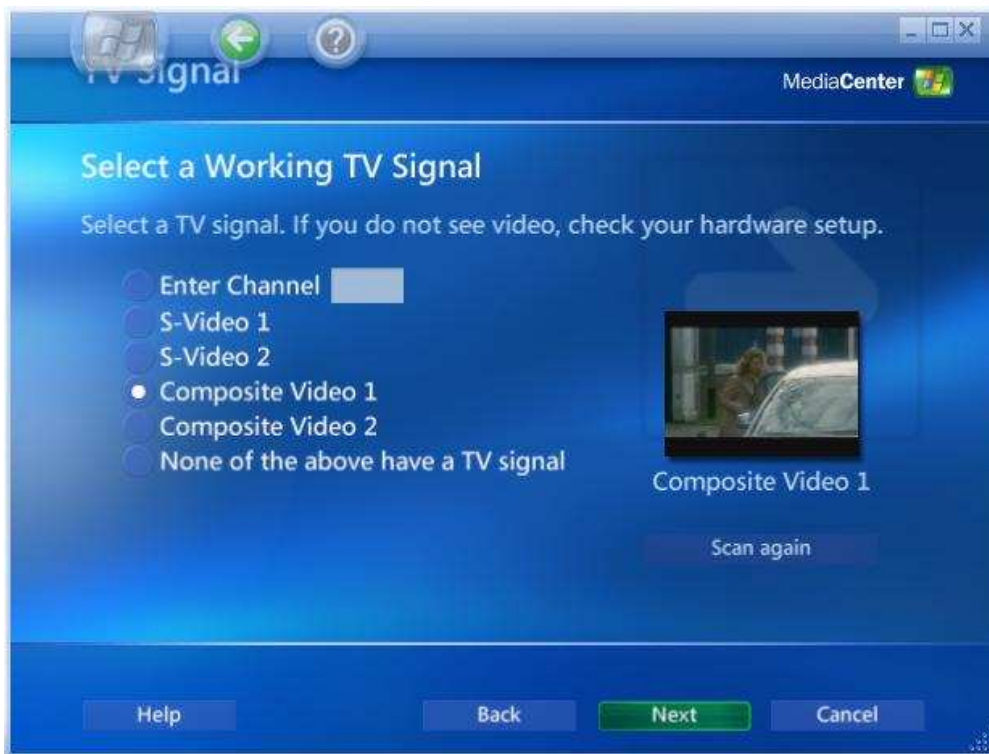 TV Signal
MediaCenter
Select a Working TV Signal
Select a TV signal. If you do not see video, check your hardware setup.
Enter Channel
S-Video 1
S-Video 2
Composite Video 1
Composite Video 2
None of the above have a TV signal
Composite Video 1
Scan again
Help
Back
Next
Cancel